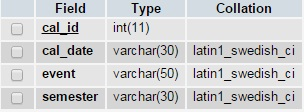 Field Type Collation
cal_id int(11)
cal_date varchar(30) latin1_swedish_ci
event varchar(50) latin1_swedish_ci
semester varchar(30) latin1_swedish_ci